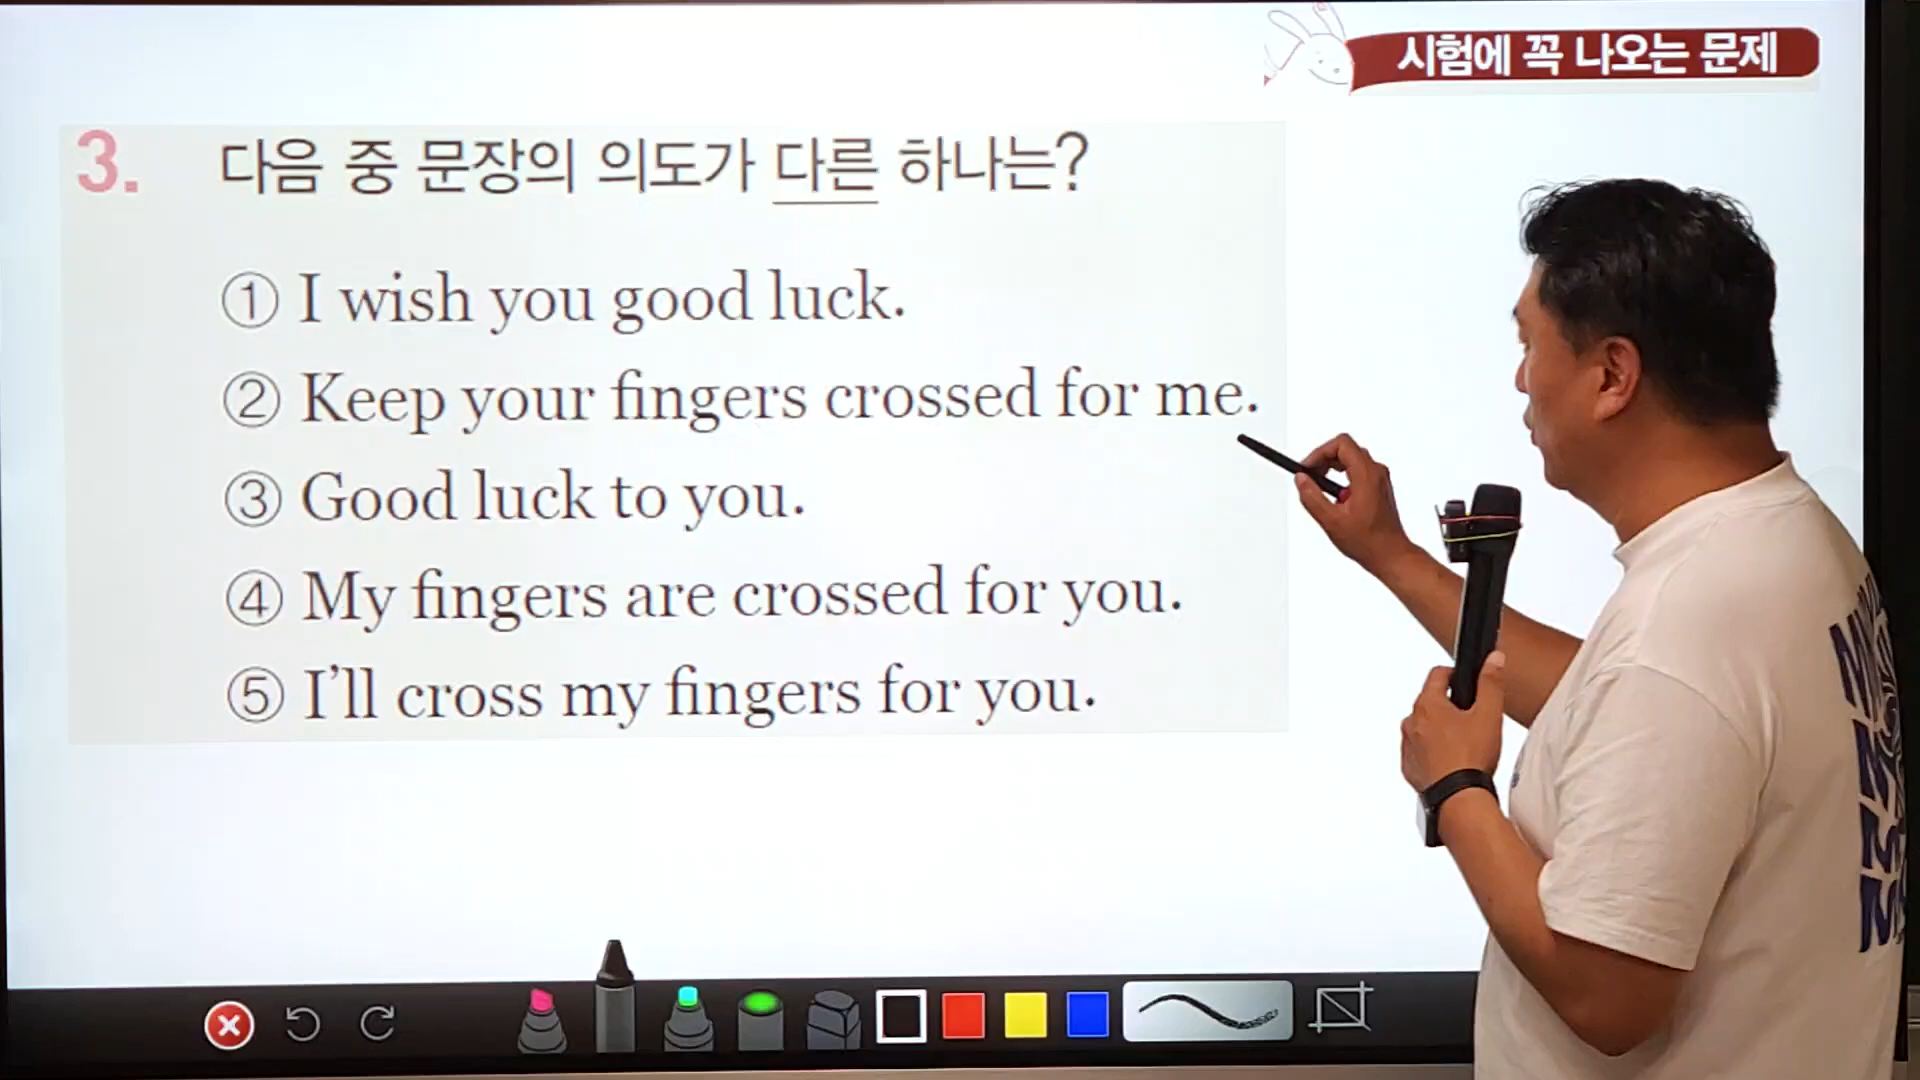 시험에 꼭 나오는 문제
3. 다음 중 문장의 의도가 다른 하나는?
① I wish you good luck.
② Keep your fingers crossed for me.
③ Good luck to you.
④ My fingers are crossed for you.
⑤ I'll cross my fingers for you.